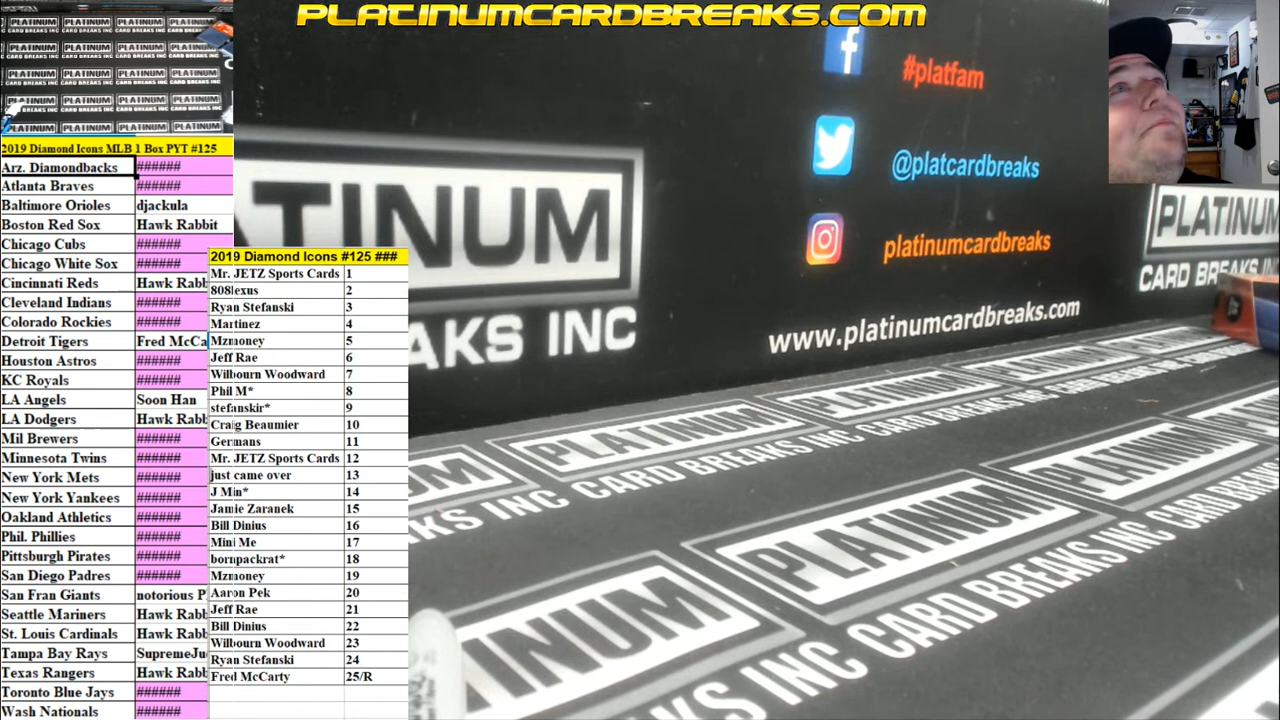 PLATINUMCARDBREAKS.COM
#platfam
@platcardbreaks
platinumcardbreaks
www.platinumcardbreaks.com
PLATINUM
CARD BREAKS INC
2019 Diamond Icons MLB 1 Box PYT #125
Arz. Diamondbacks ######
Atlanta Braves ######
Baltimore Orioles djackula
Boston Red Sox Hawk Rabbit
Chicago Cubs ######
Chicago White Sox ######
Cincinnati Reds Hawk Rabb
Cleveland Indians ######
Colorado Rockies ######
Detroit Tigers Fred McCa
Houston Astros ######
KC Royals ######
LA Angels Soon Han
LA Dodgers Hawk Rabb
Mil Brewers ######
Minnesota Twins ######
New York Mets ######
New York Yankees ######
Oakland Athletics ######
Phil. Phillies ######
Pittsburgh Pirates ######
San Diego Padres ######
San Fran Giants notorious P
Seattle Mariners Hawk Rabb
St. Louis Cardinals Hawk Rabb
Tampa Bay Rays SupremeJu
Texas Rangers Hawk Rabb
Toronto Blue Jays ######
Wash Nationals ######
2019 Diamond Icons #125 ###
Mr. JETZ Sports Cards 1
808lexus 2
Ryan Stefanski 3
Martinez 4
Mzmoney 5
Jeff Rae 6
Wilbourn Woodward 7
Phil M* 8
stefanskir* 9
Craig Beaumier 10
Germans 11
Mr. JETZ Sports Cards 12
just came over 13
J Min* 14
Jamie Zaranek 15
Bill Dinius 16
Mini Me 17
bornpackrat* 18
Mzmoney 19
Aaron Pek 20
Jeff Rae 21
Bill Dinius 22
Wilbourn Woodward 23
Ryan Stefanski 24
Fred McCarty 25/R